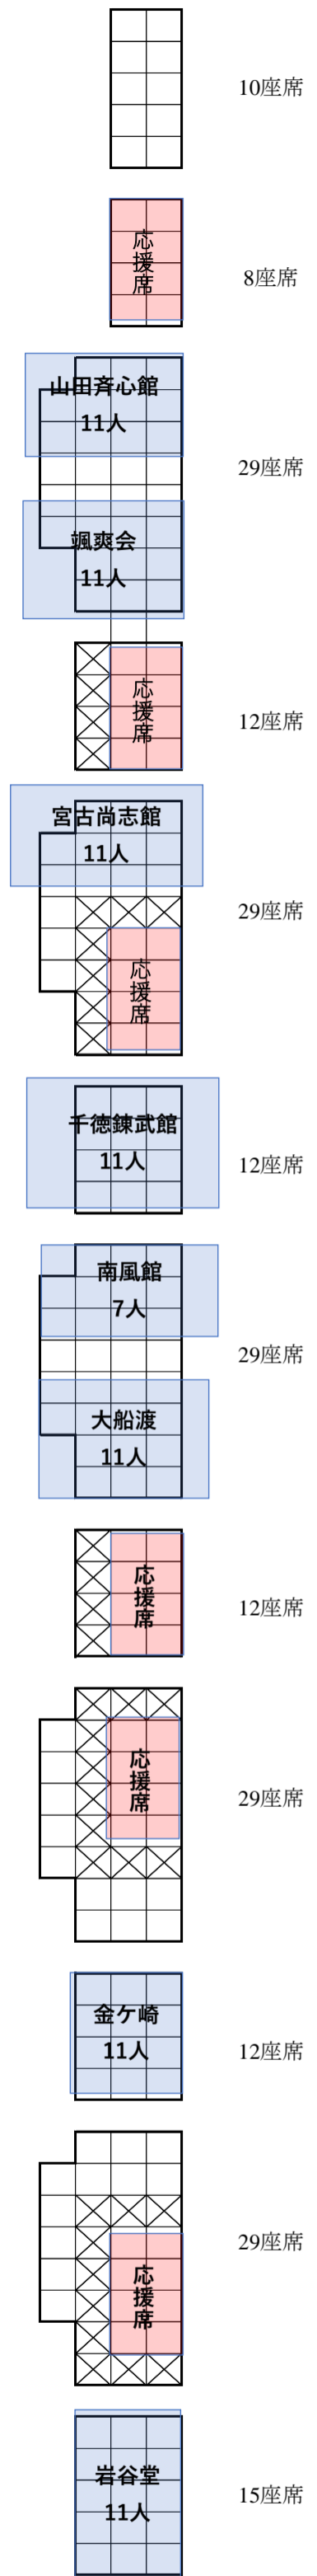 10座席
応援席
8座席
山田斉心館
11人
29座席
颯爽会
11人
応援席
12座席
宮古尚志館
11人
29座席
応援席
千徳錬武館
11人
12座席
南風館
7人
29座席
大船渡
11人
応援席
12座席
応援席
29座席
金ケ崎
11人
12座席
29座席
応援席
岩谷堂
11人
15座席